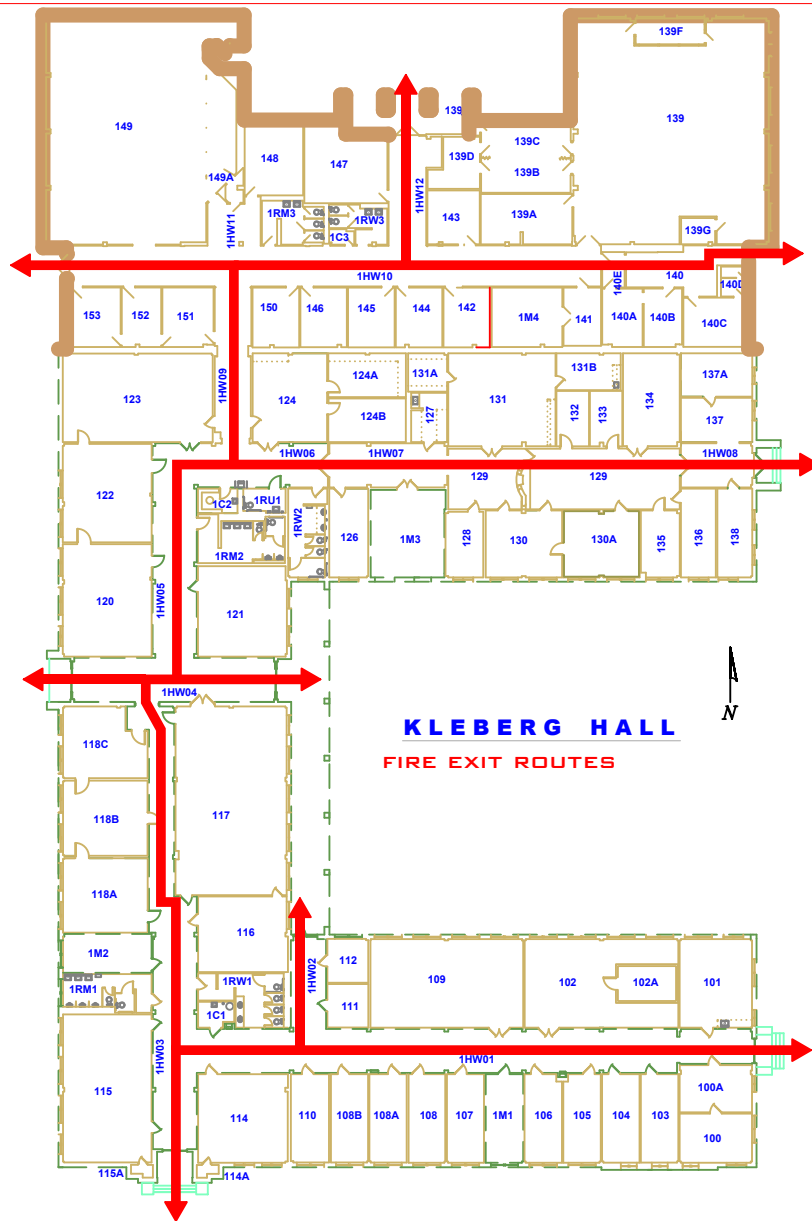 139F
139
149
139
139C
148
147
139D
139B
149A
1HW12
1RM3
1RW3
143
139A
1HW11
1C3
139G
1HW10
140E
140
140D
153
152
151
150
146
145
144
142
1M4
141
140A
140B
140C
123
1HW09
124
124A
131A
131
131B
134
137A
124B
127
132
133
137
1HW06
1HW07
1HW08
122
129
129
1C2
1RU1
1RW2
126
1M3
128
130
130A
135
136
138
1RM2
120
1HW05
121
1HW04
N
KLEBERG HALL
FIRE EXIT ROUTES
118C
117
118B
118A
116
1M2
112
109
102
102A
101
1HW02
1RM1
1RW1
111
1C1
1HW03
1HW01
115
114
110
108B
108A
108
107
1M1
106
105
104
103
100A
100
115A
114A